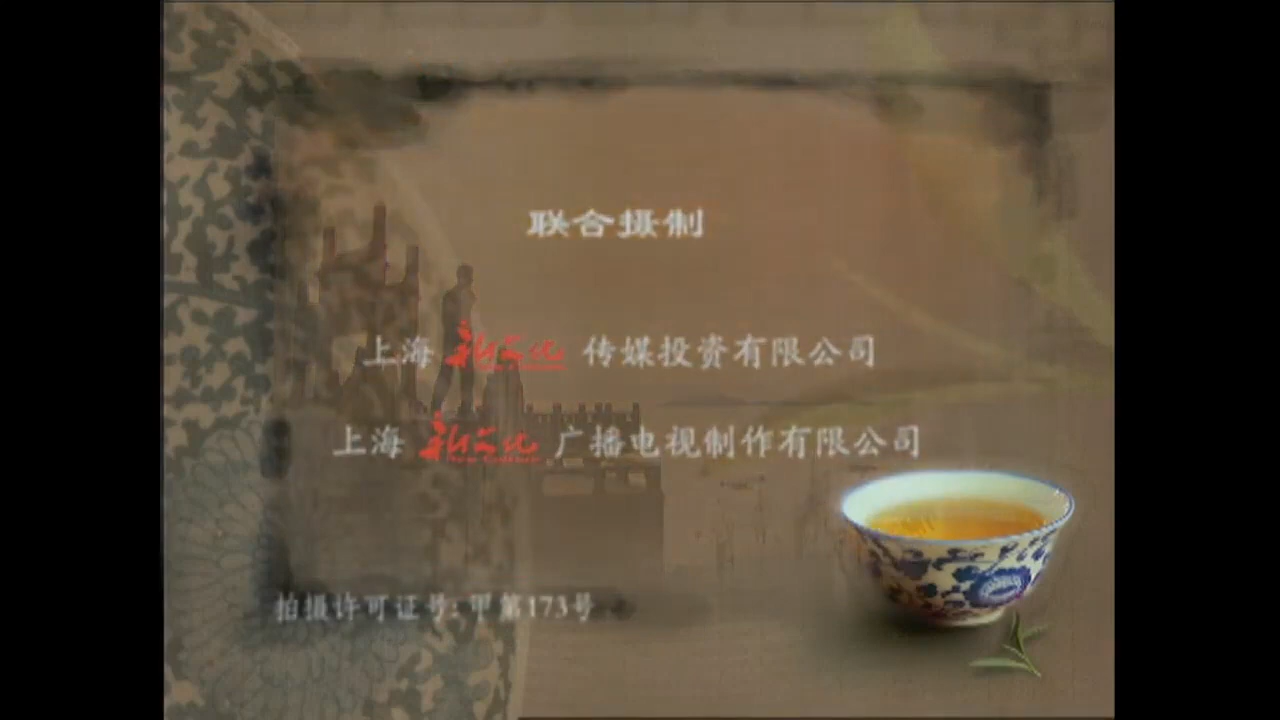 联合摄制
上海 新文化 传媒投资有限公司
上海 新文化 广播电视制作有限公司
拍摄许可证号:甲第173号